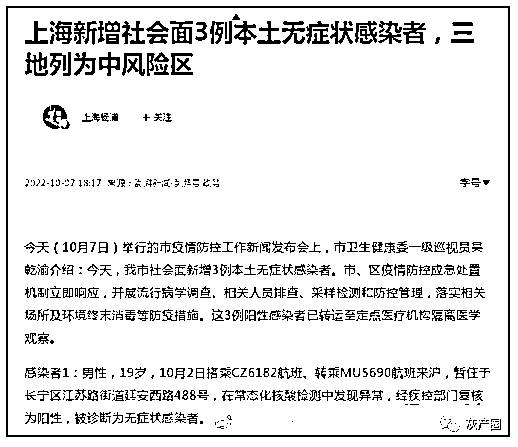 上海新增社会面3例本土无症状感染者，三
地列为中风险区
上海
+ 关注
2022-10-07 18:17
字号▼
今天（10月7日）举行的市疫情防控工作新闻发布会上，市卫生健康委一级巡视员吴
乾渝介绍：今天，我市社会面新增3例本土无症状感染者。市、区疫情防控应急处置
机制立即响应，开展流行病学调查、相关人员排查、采样检测和防控管理，落实相关
场所及环境终末消毒等防疫措施。这3例阳性感染者已转运至定点医疗机构隔离医学
观察。
感染者1：男性，19岁，10月2日搭乘CZ6182航班、转乘MU5690航班来沪，暂住于
长宁区江苏路街道延安西路488号，在常态化核酸检测中发现异常，经疾控部门复核
为阳性，被诊断为无症状感染者。
灰产圈